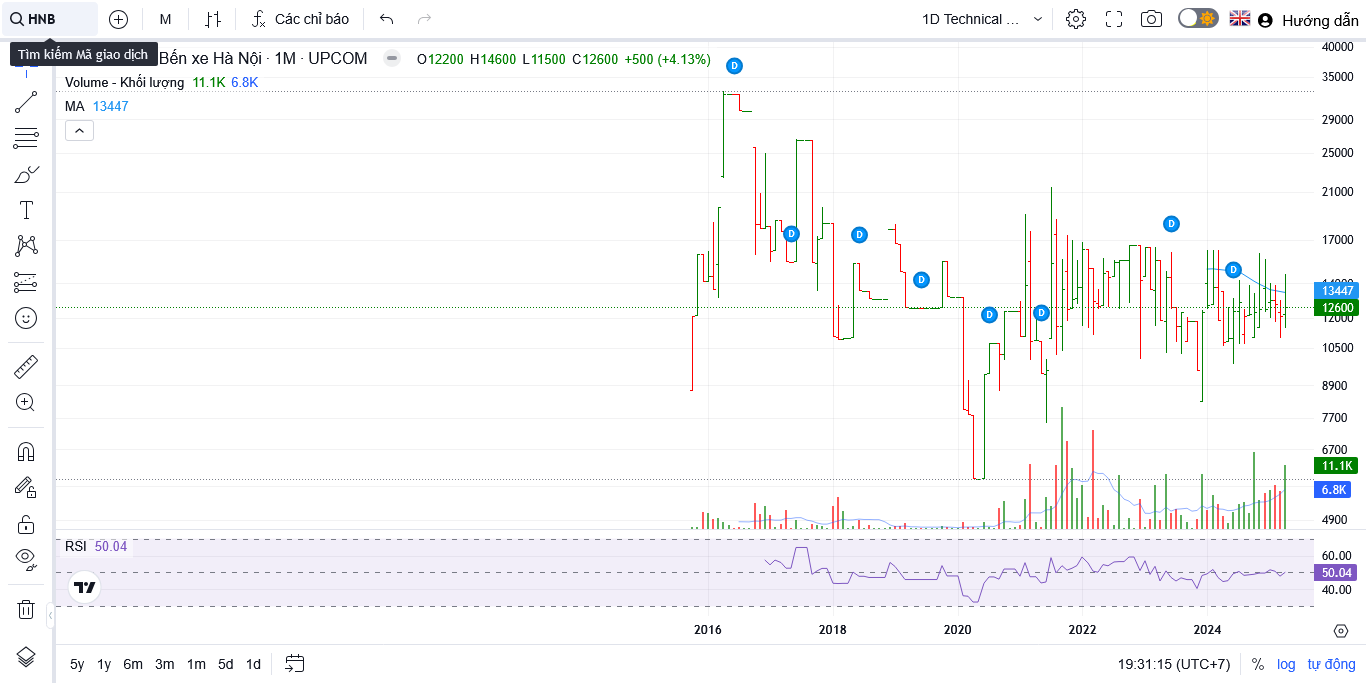 HNB
M
Các chỉ báo
1D Technical ...
Hướng dẫn
Tìm kiếm Mã giao dịch
Bến xe Hà Nội · 1M · UPCOM
O12200 H14600 L11500 C12600 +500 (+4.13%)
Volume - Khối lượng 11.1K 6.8K
MA 13447
D
D
D
D
D
D
D
D
40000
35000
29000
25000
21000
17000
13447
12600
12000
10500
8900
7700
6700
11.1K
6.8K
4900
RSI 50.04
60.00
50.04
40.00
2016 2018 2020 2022 2024
5y 1y 6m 3m 1m 5d 1d
19:31:15 (UTC+7) % log tự động